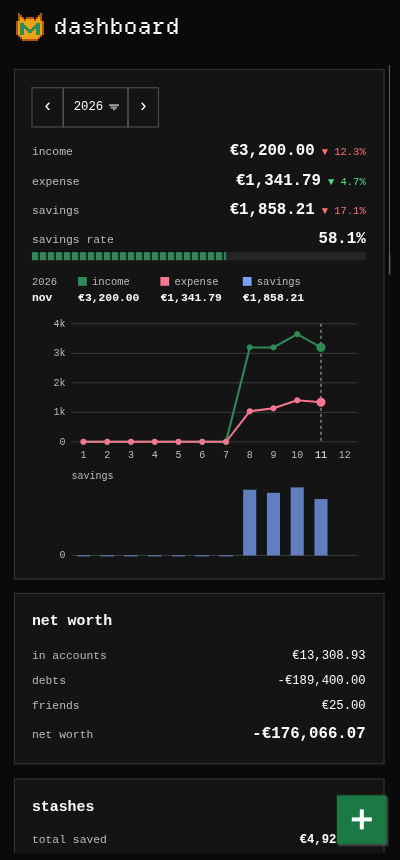 dashboard
‹ 2026 ›
income €3,200.00 ▼ 12.3%
expense €1,341.79 ▼ 4.7%
savings €1,858.21 ▼ 17.1%
savings rate 58.1%
2026 income expense savings
nov €3,200.00 €1,341.79 €1,858.21
4k
3k
2k
1k
0
1 2 3 4 5 6 7 8 9 10 11 12
savings
0
net worth
in accounts €13,308.93
debts -€189,400.00
friends €25.00
net worth -€176,066.07
stashes
total saved €4,92
+